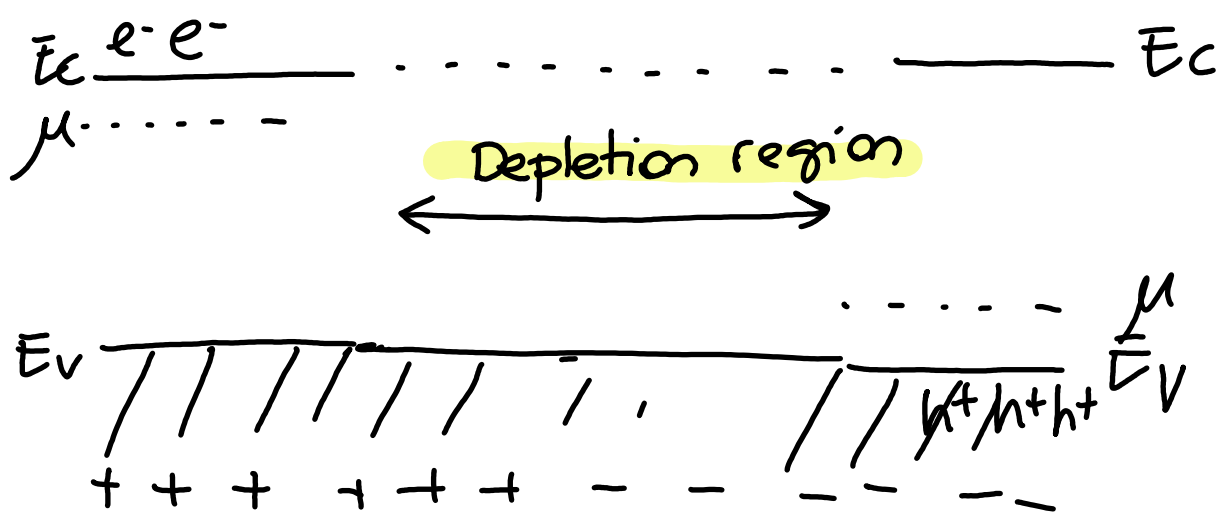 Ec e⁻ e⁻ Ec
μ
Depletion region
μ
Ev Ev
h⁺ h⁺ h⁺
+ + + + + + − − − − − −